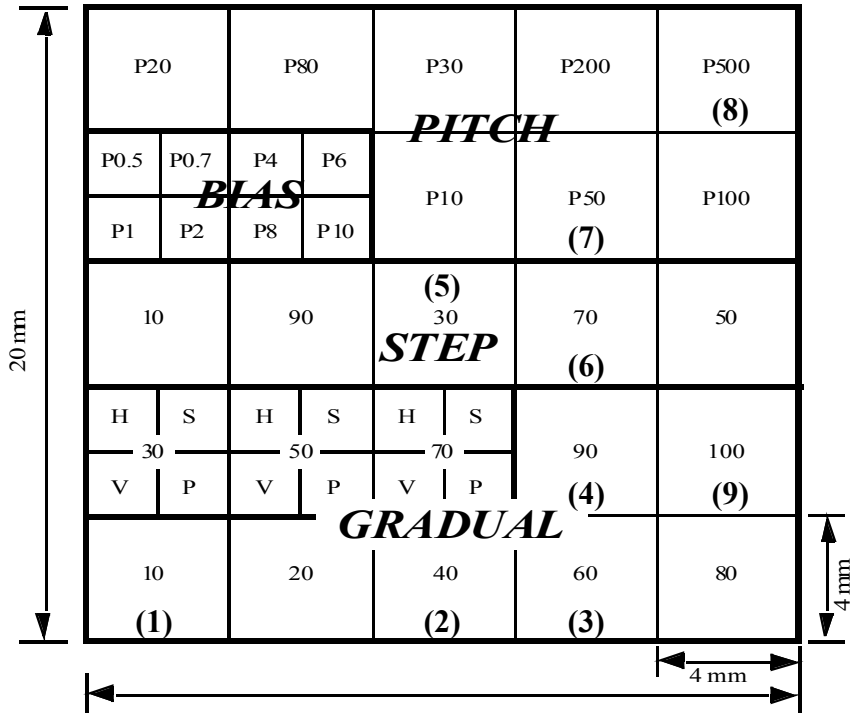 P20 P80 P30 P200 P500
(8)
PITCH
P0.5 P0.7 P4 P6
BIAS
P10 P50 P100
P1 P2 P8 P10
(7)
(5)
10 90 30 70 50
STEP
(6)
H S H S H S
30 50 70 90 100
V P V P V P
(4) (9)
GRADUAL
10 20 40 60 80
(1) (2) (3)
20 mm
4 mm
4 mm